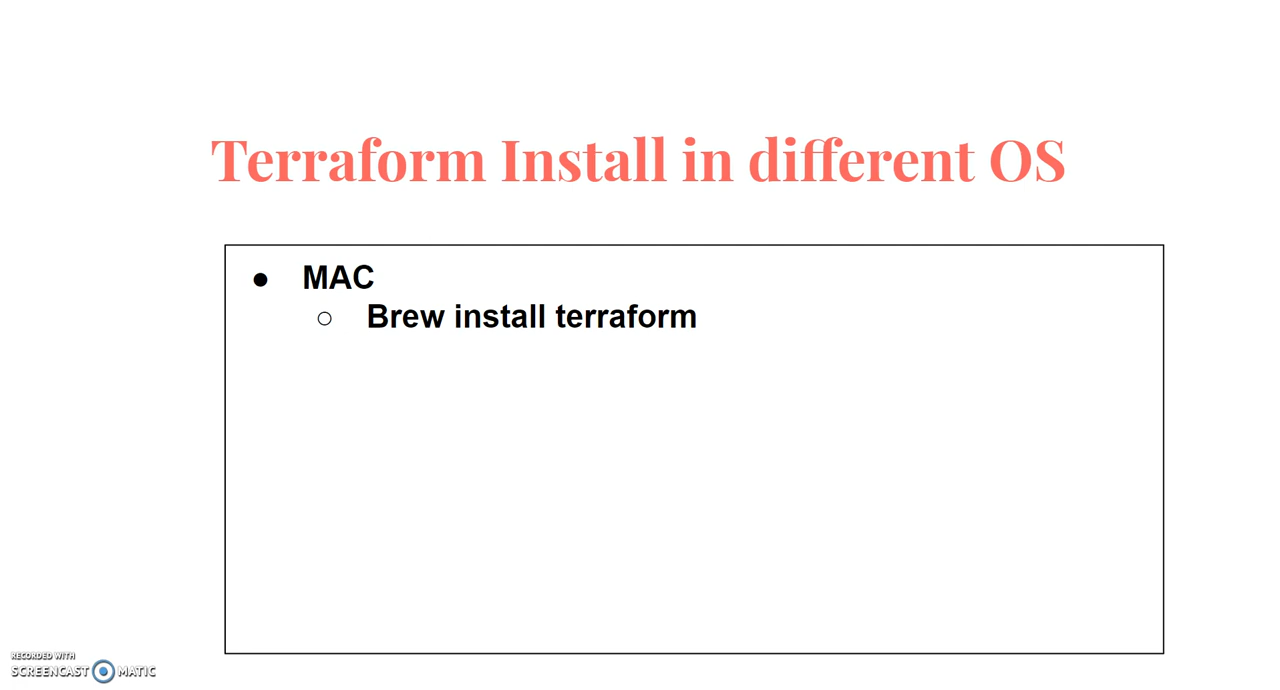 Terraform Install in different OS
● MAC
○ Brew install terraform
RECORDED WITH
SCREENCAST MATIC